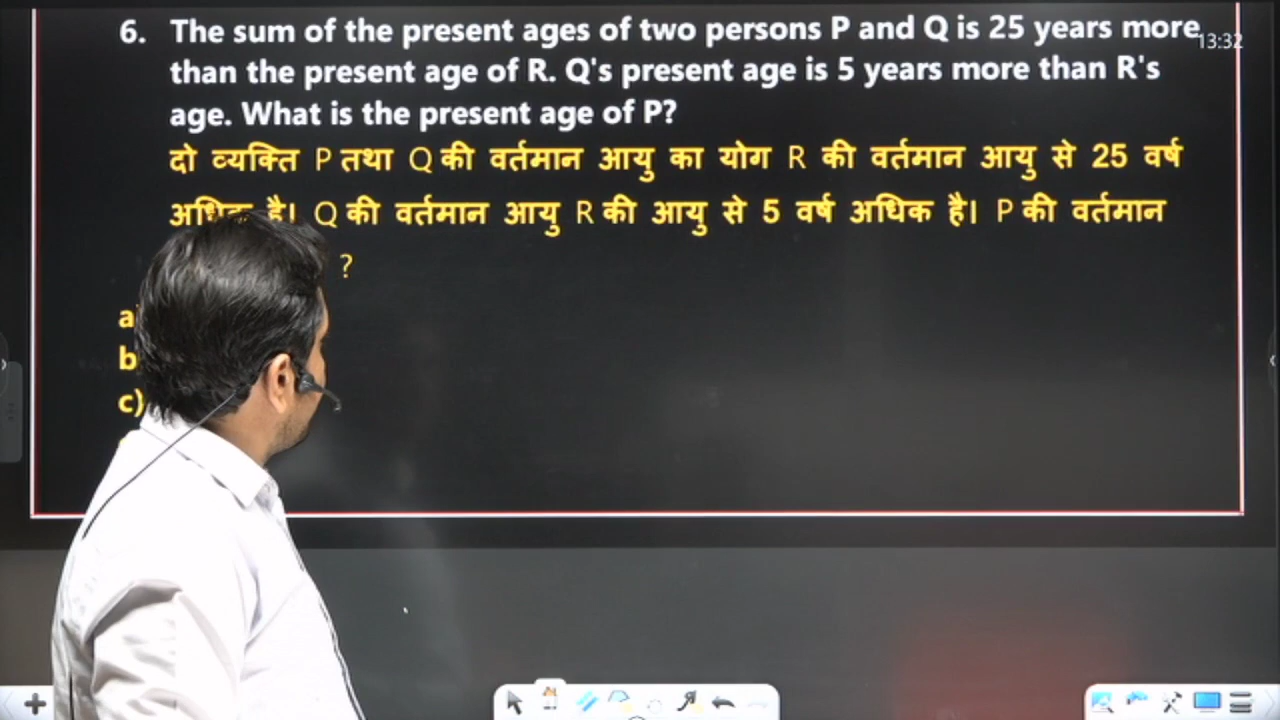 6. The sum of the present ages of two persons P and Q is 25 years more
13:32
than the present age of R. Q's present age is 5 years more than R's
age. What is the present age of P?
दो व्यक्ति P तथा Q की वर्तमान आयु का योग R की वर्तमान आयु से 25 वर्ष
अधिक है। Q की वर्तमान आयु R की आयु से 5 वर्ष अधिक है। P की वर्तमान
?
a)
b
c)